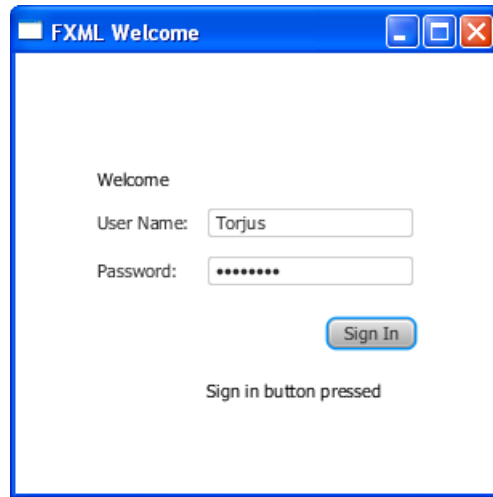 FXML Welcome
Welcome
User Name: Torjus
Password: ••••••••
Sign In
Sign in button pressed